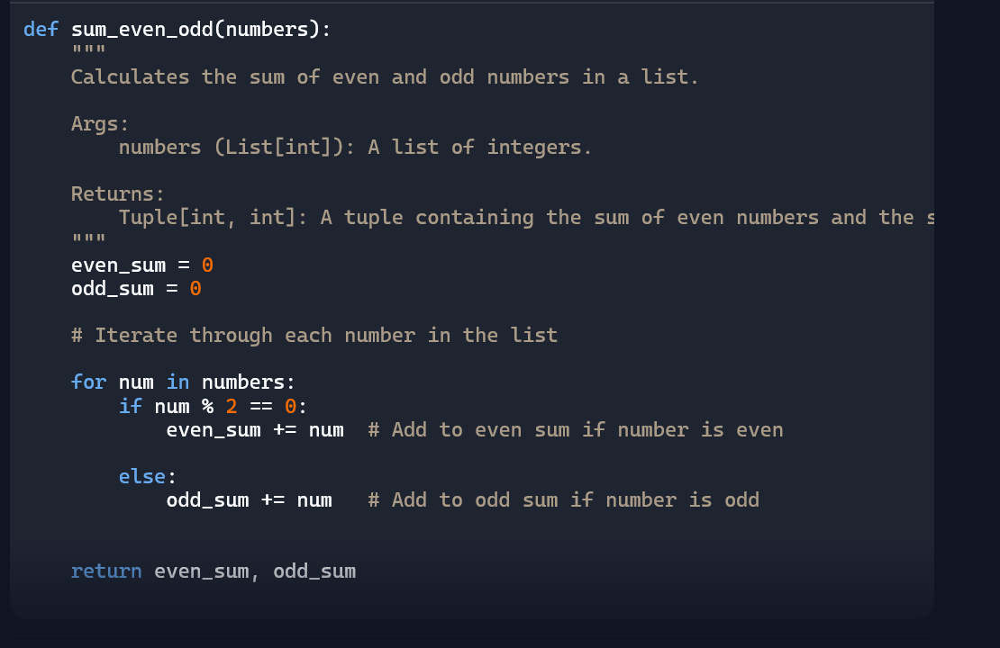 def sum_even_odd(numbers):
    """
    Calculates the sum of even and odd numbers in a list.
    Args:
        numbers (List[int]): A list of integers.
    Returns:
        Tuple[int, int]: A tuple containing the sum of even numbers and the s
    """
    even_sum = 0
    odd_sum = 0
    # Iterate through each number in the list
    for num in numbers:
        if num % 2 == 0:
            even_sum += num  # Add to even sum if number is even
        else:
            odd_sum += num   # Add to odd sum if number is odd
    return even_sum, odd_sum